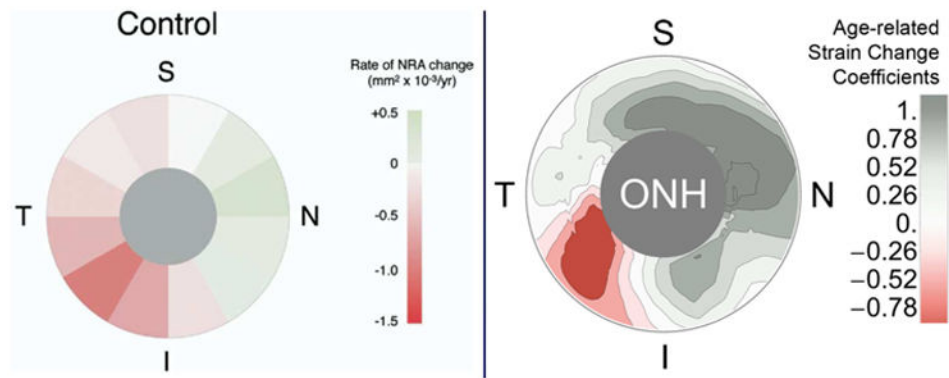 Control
S
T
N
I
Rate of NRA change
(mm² x 10⁻³/yr)
+0.5
0
-0.5
-1.0
-1.5
S
T
ONH
N
I
Age-related
Strain Change
Coefficients
1.
0.78
0.52
0.26
0.
−0.26
−0.52
−0.78